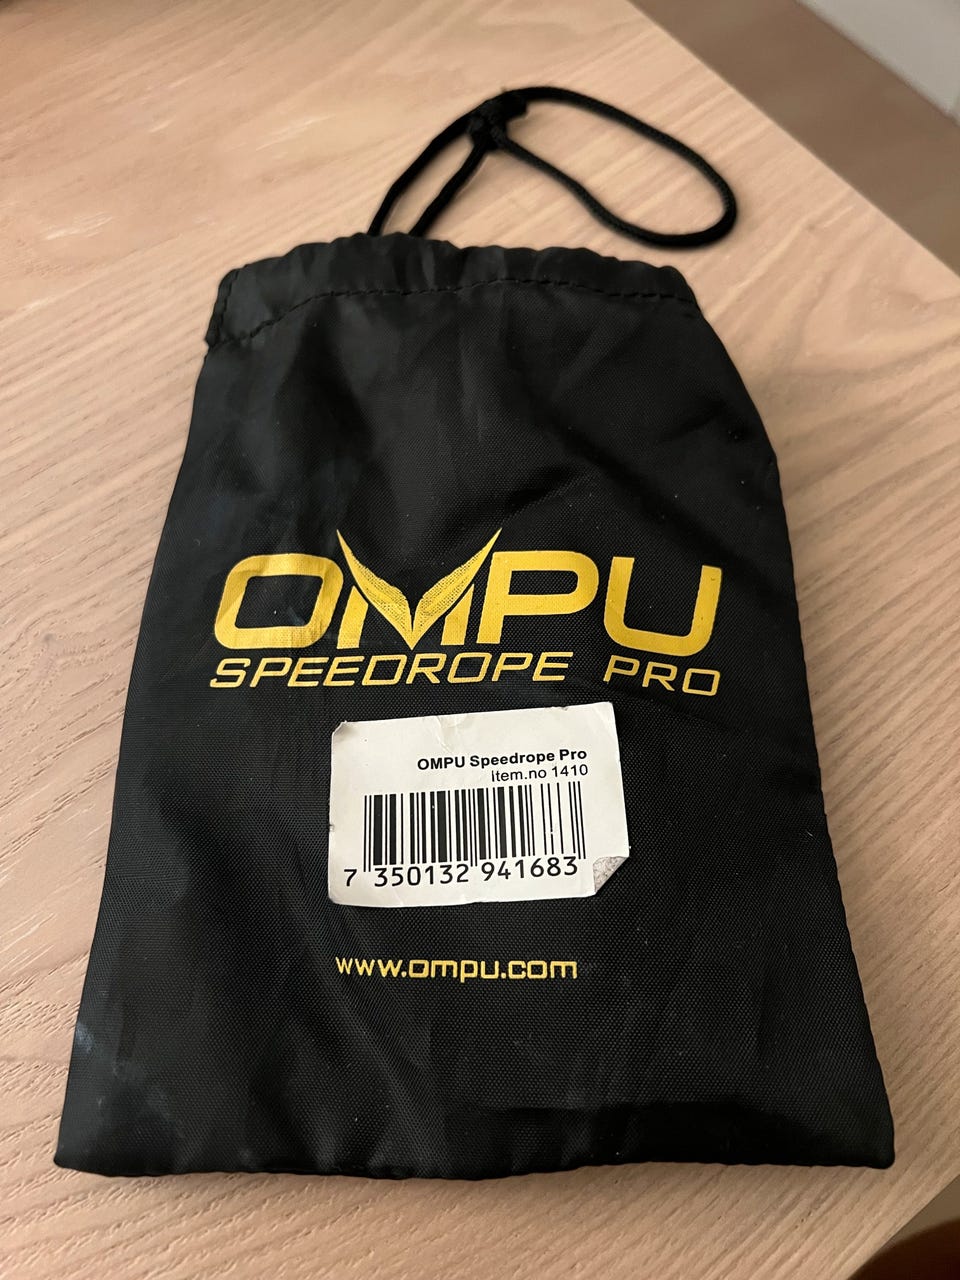 OMPU
SPEEDROPE PRO
OMPU Speedrope Pro
Item.no 1410
7 350132 941683
www.ompu.com